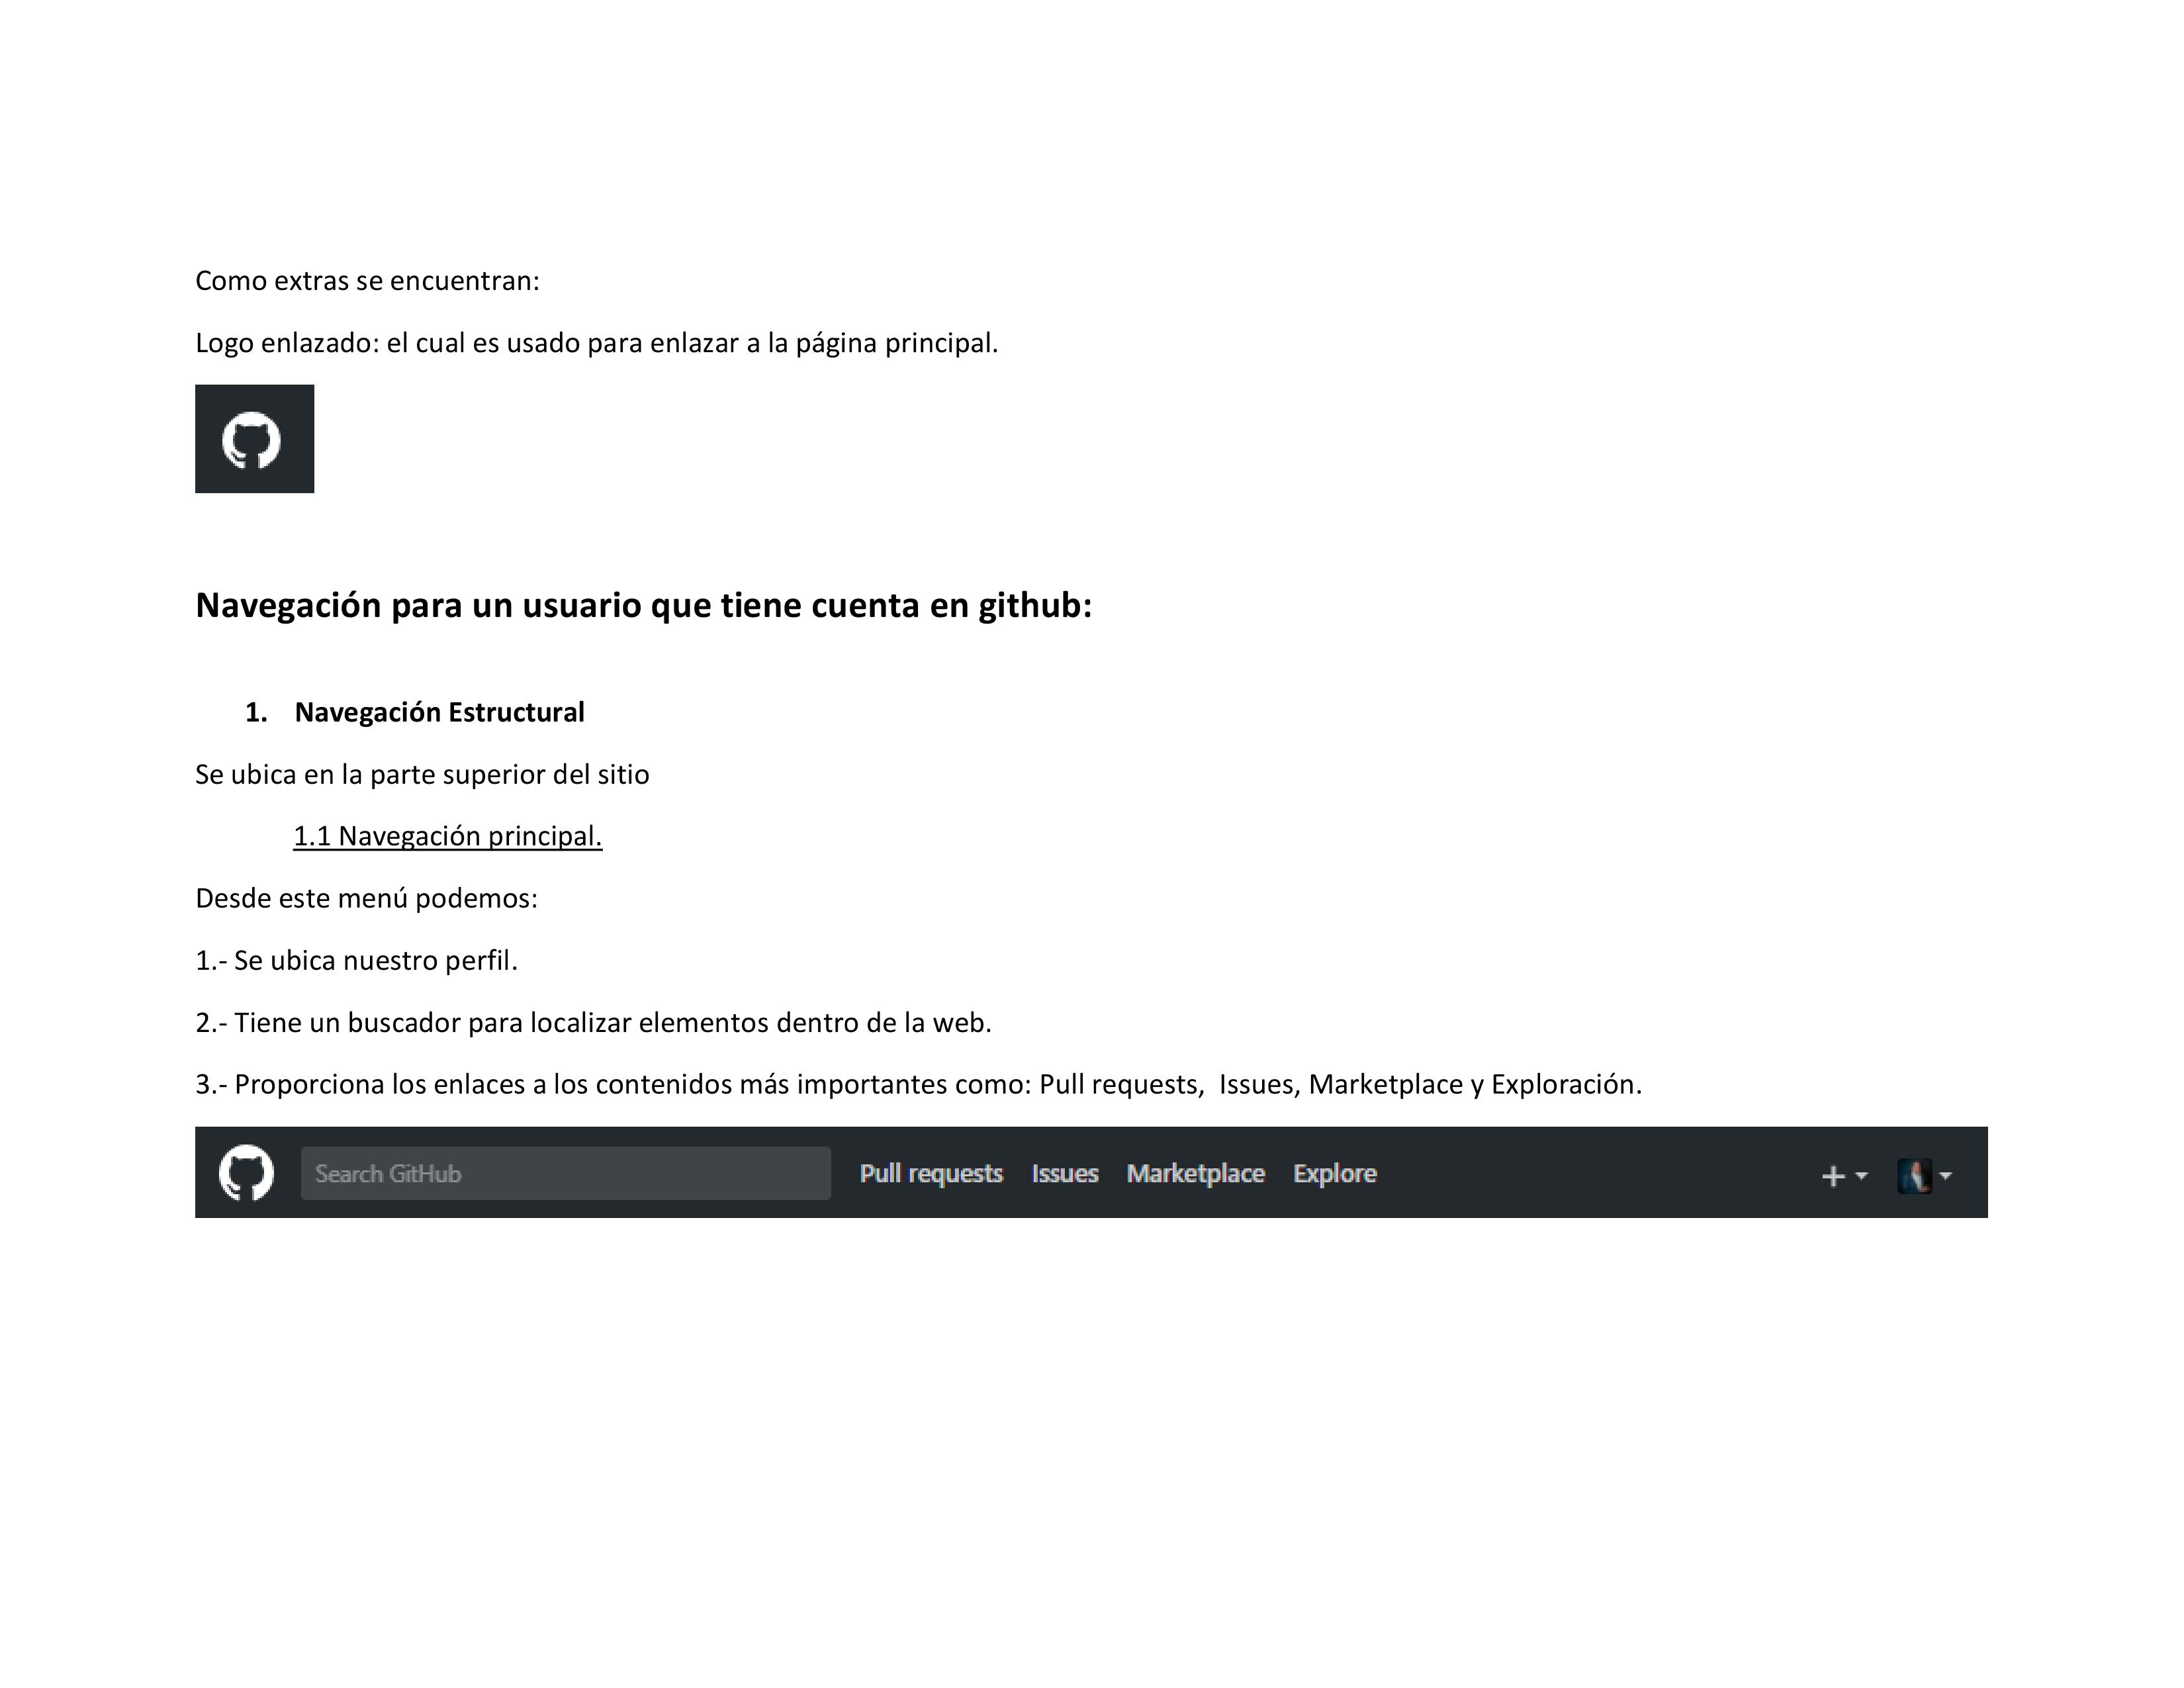 Como extras se encuentran:
Logo enlazado: el cual es usado para enlazar a la página principal.
Navegación para un usuario que tiene cuenta en github:
1. Navegación Estructural
Se ubica en la parte superior del sitio
1.1 Navegación principal.
Desde este menú podemos:
1.- Se ubica nuestro perfil.
2.- Tiene un buscador para localizar elementos dentro de la web.
3.- Proporciona los enlaces a los contenidos más importantes como: Pull requests,  Issues, Marketplace y Exploración.
Search GitHub Pull requests Issues Marketplace Explore +